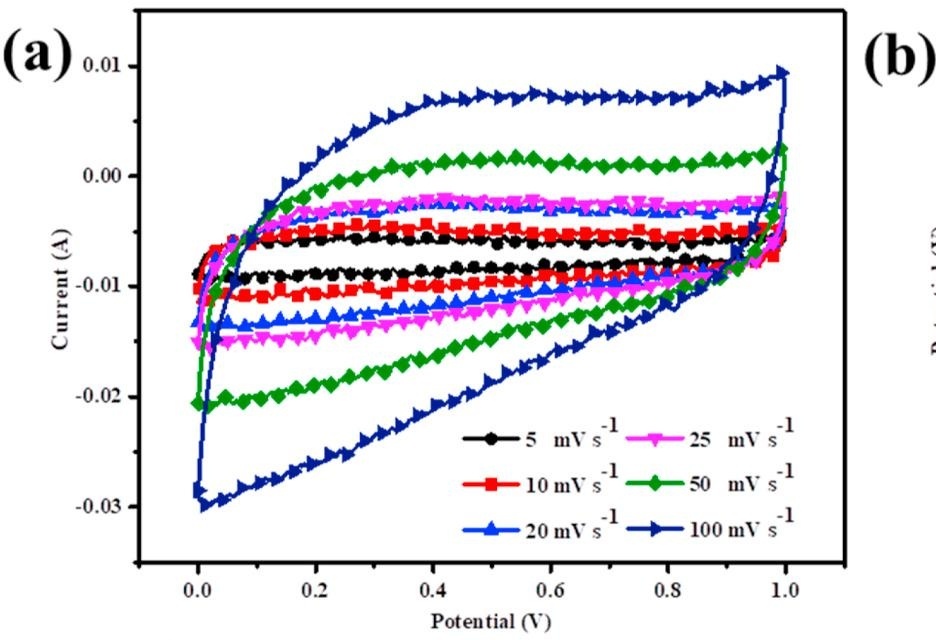 (a)
(b)
0.01
0.00
-0.01
-0.02
-0.03
Current (A)
5 mV s-1
25 mV s-1
10 mV s-1
50 mV s-1
20 mV s-1
100 mV s-1
0.0 0.2 0.4 0.6 0.8 1.0
Potential (V)